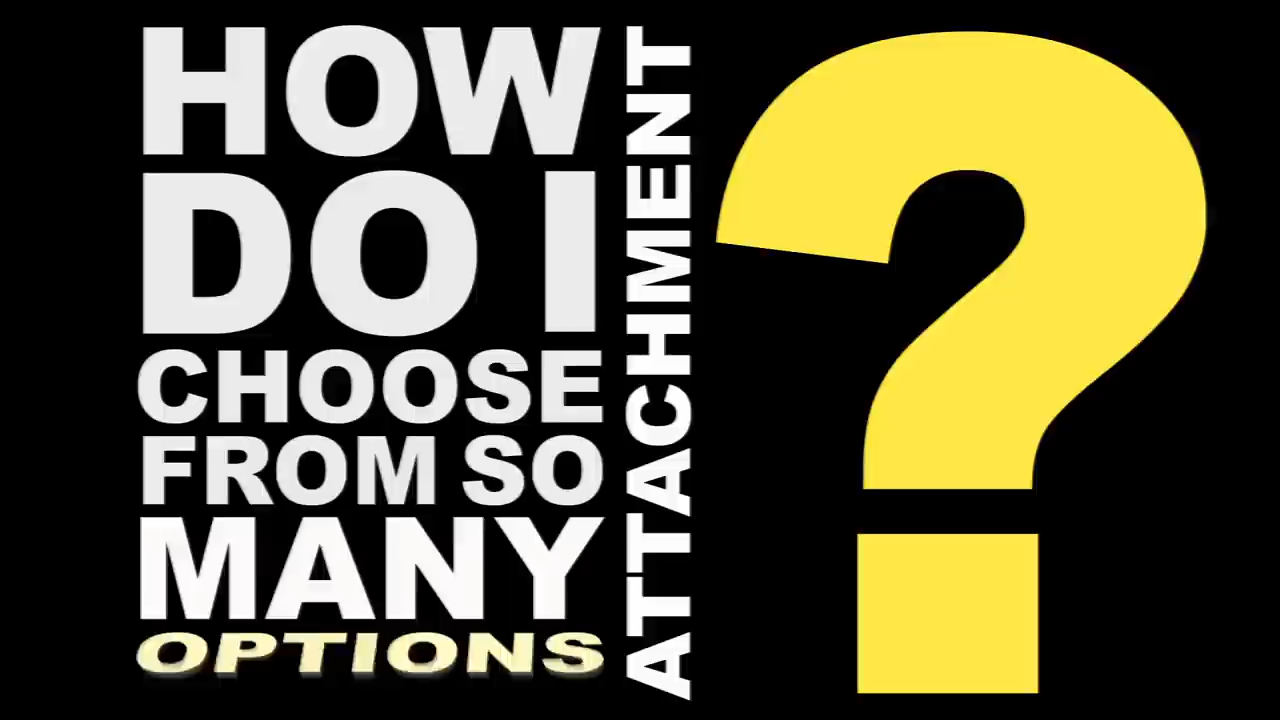 HOW
DO I
CHOOSE
FROM SO
MANY
OPTIONS
ATTACHMENT
?